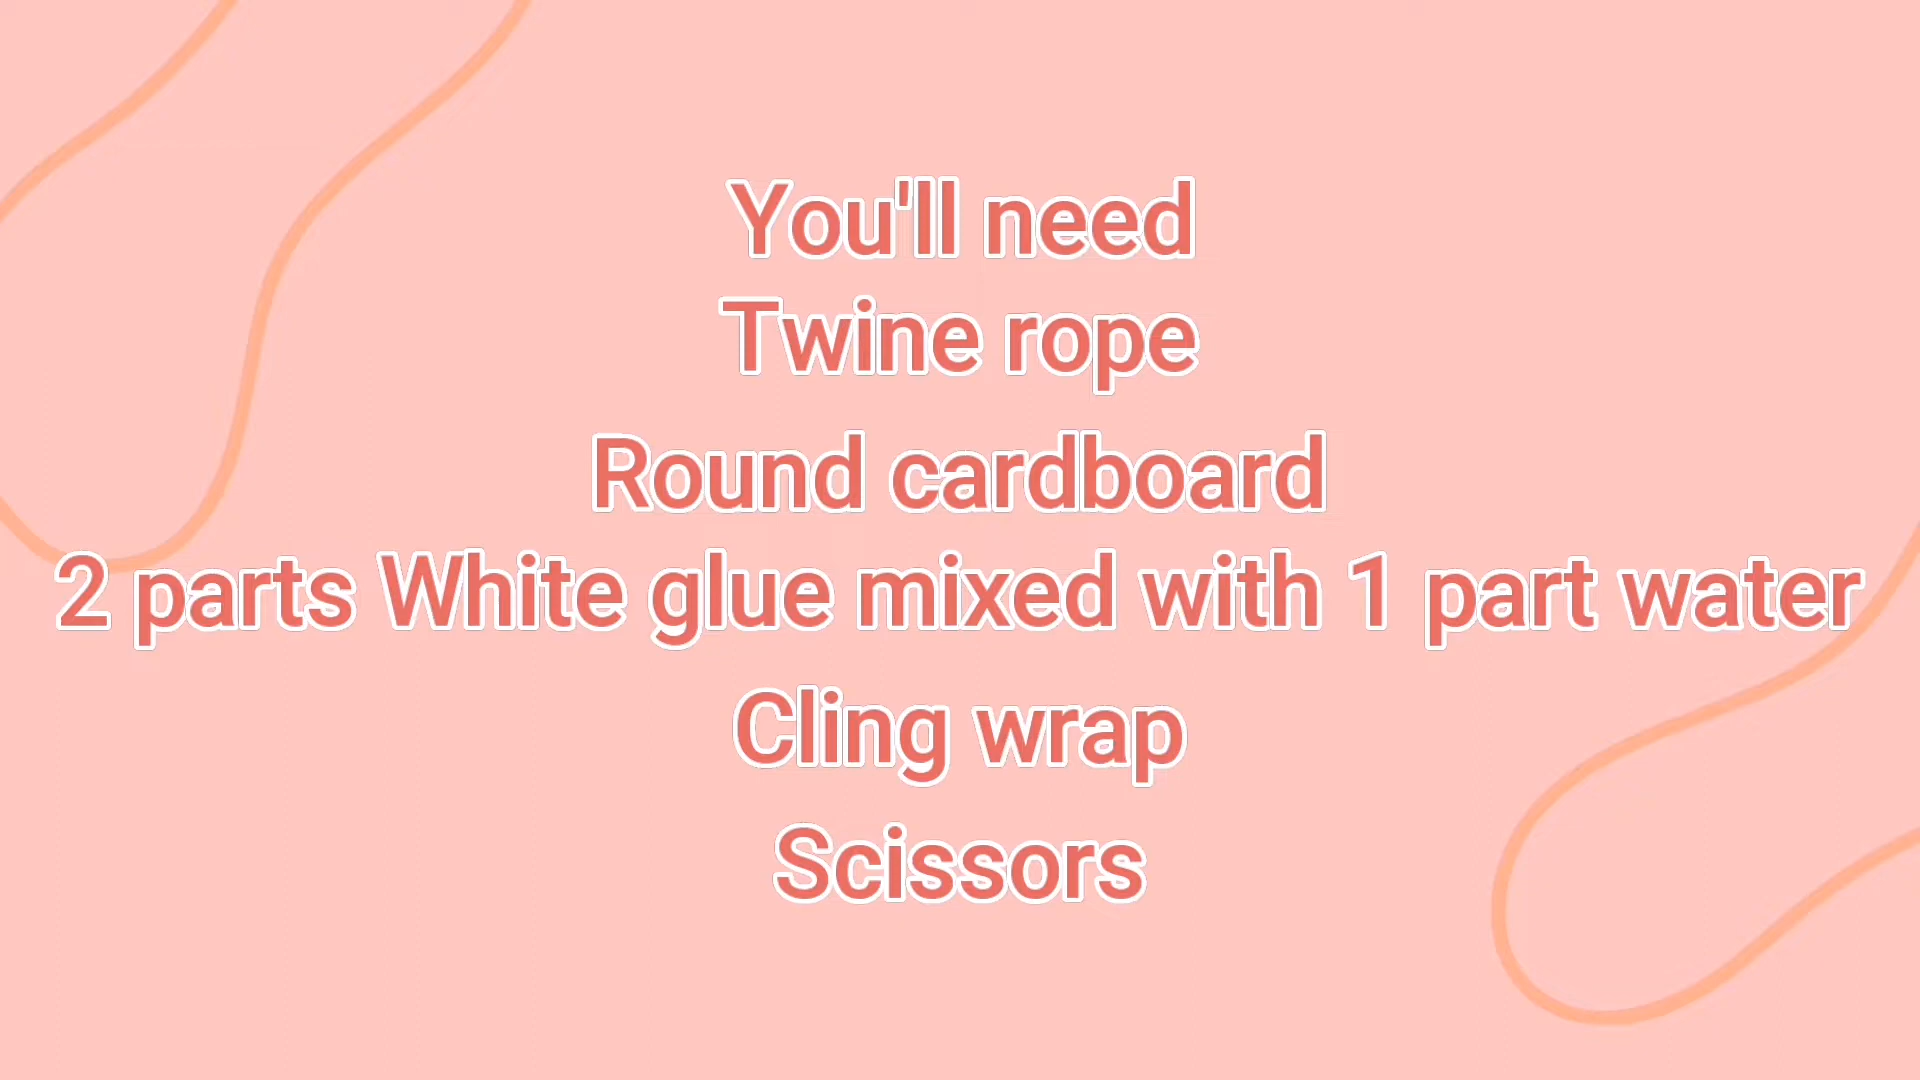 You'll need
Twine rope
Round cardboard
2 parts White glue mixed with 1 part water
Cling wrap
Scissors